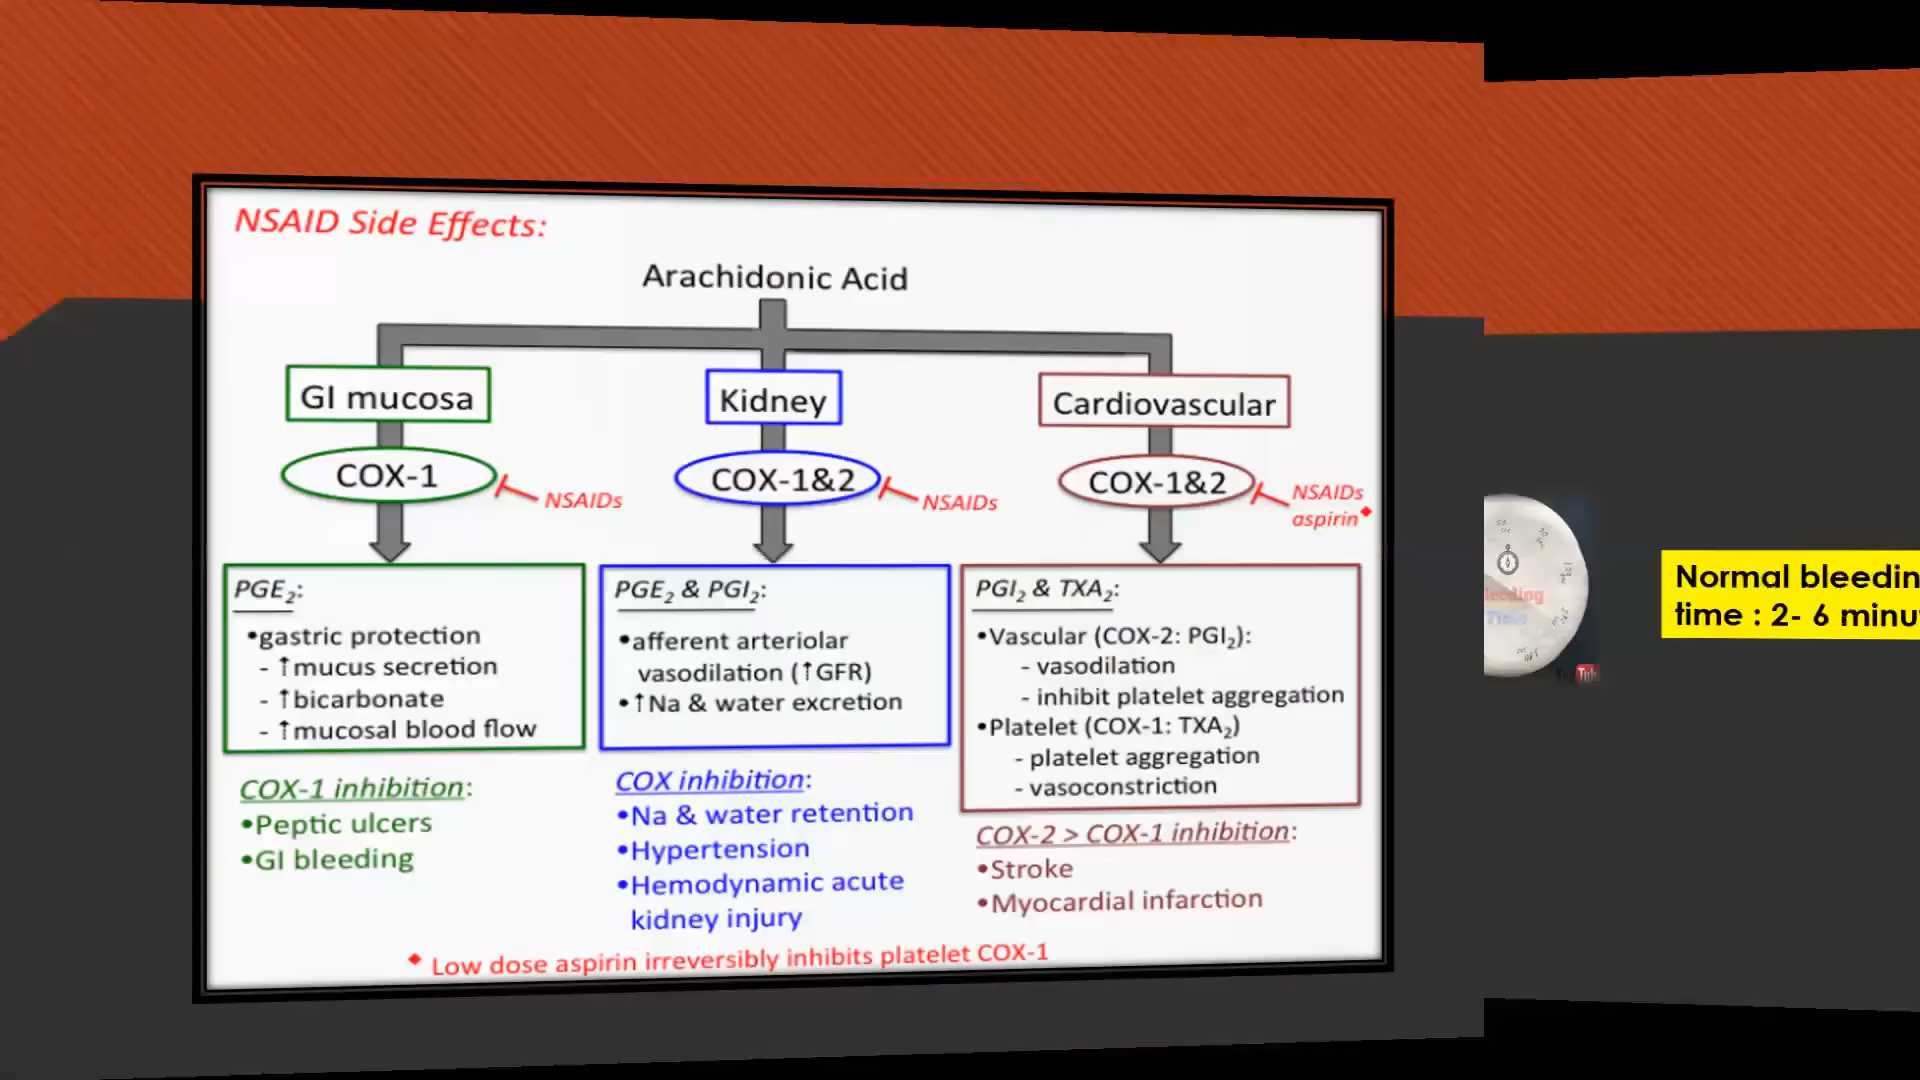 NSAID Side Effects:
Arachidonic Acid
GI mucosa
Kidney
Cardiovascular
COX-1
NSAIDs
COX-1&2
NSAIDs
COX-1&2
NSAIDs
aspirin◆
PGE₂:
•gastric protection
- ↑mucus secretion
- ↑bicarbonate
- ↑mucosal blood flow
COX-1 inhibition:
•Peptic ulcers
•GI bleeding
PGE₂ & PGI₂:
•afferent arteriolar
vasodilation (↑GFR)
•↑Na & water excretion
COX inhibition:
•Na & water retention
•Hypertension
•Hemodynamic acute
kidney injury
PGI₂ & TXA₂:
•Vascular (COX-2: PGI₂):
- vasodilation
- inhibit platelet aggregation
•Platelet (COX-1: TXA₂)
- platelet aggregation
- vasoconstriction
COX-2 > COX-1 inhibition:
•Stroke
•Myocardial infarction
◆ Low dose aspirin irreversibly inhibits platelet COX-1
Time
Normal bleedin
time : 2- 6 minu